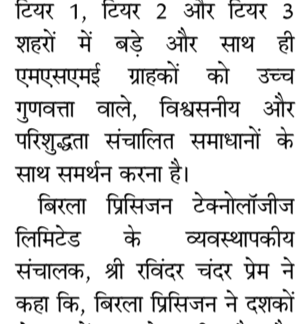 टियर 1, टियर 2 और टियर 3
शहरों में बड़े और साथ ही
एमएसएमई ग्राहकों को उच्च
गुणवत्ता वाले, विश्वसनीय और
परिशुद्धता संचालित समाधानों के
साथ समर्थन करना है।
बिरला प्रिसिजन टेक्नोलॉजीज
लिमिटेड के व्यवस्थापकीय
संचालक, श्री रविंदर चंदर प्रेम ने
कहा कि, बिरला प्रिसिजन ने दशकों